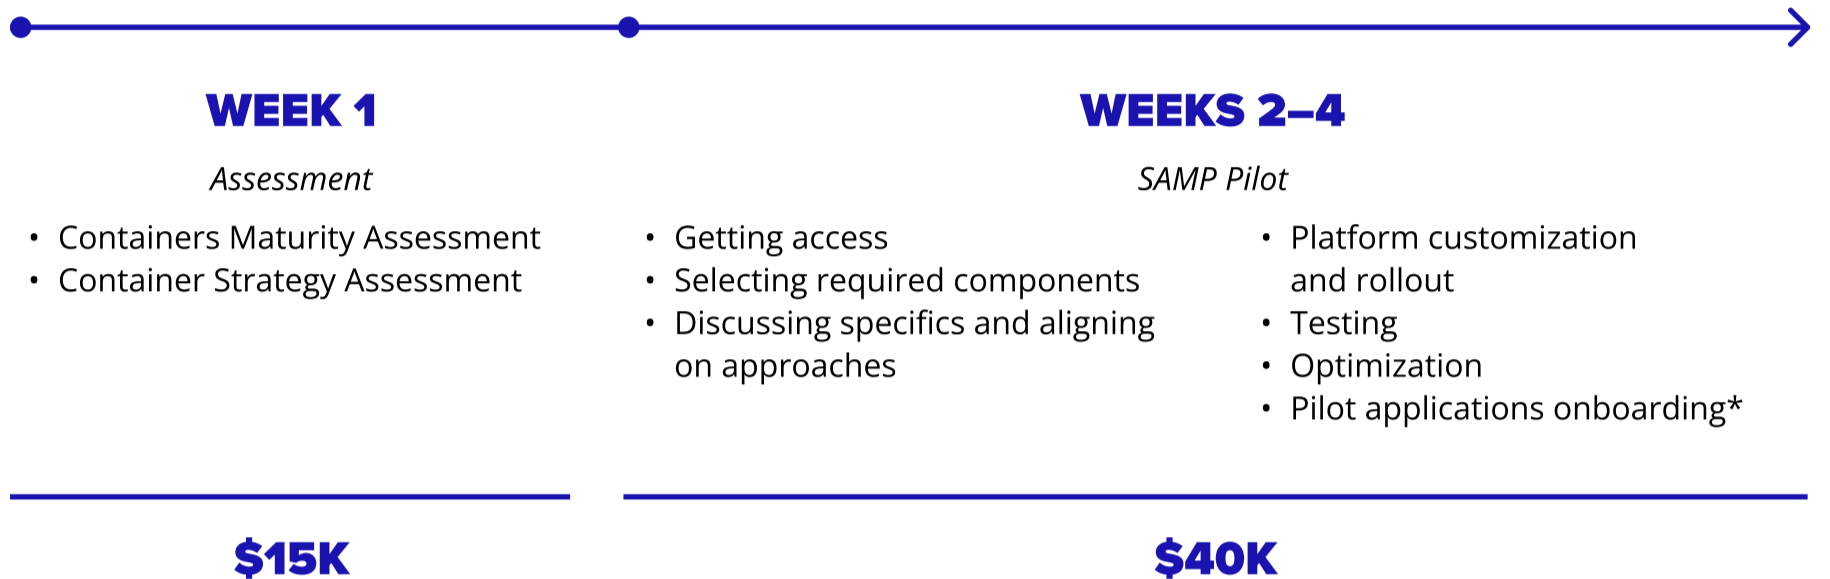 WEEK 1
Assessment
• Containers Maturity Assessment
• Container Strategy Assessment
$15K
WEEKS 2–4
SAMP Pilot
• Getting access
• Selecting required components
• Discussing specifics and aligning
on approaches
• Platform customization
and rollout
• Testing
• Optimization
• Pilot applications onboarding*
$40K